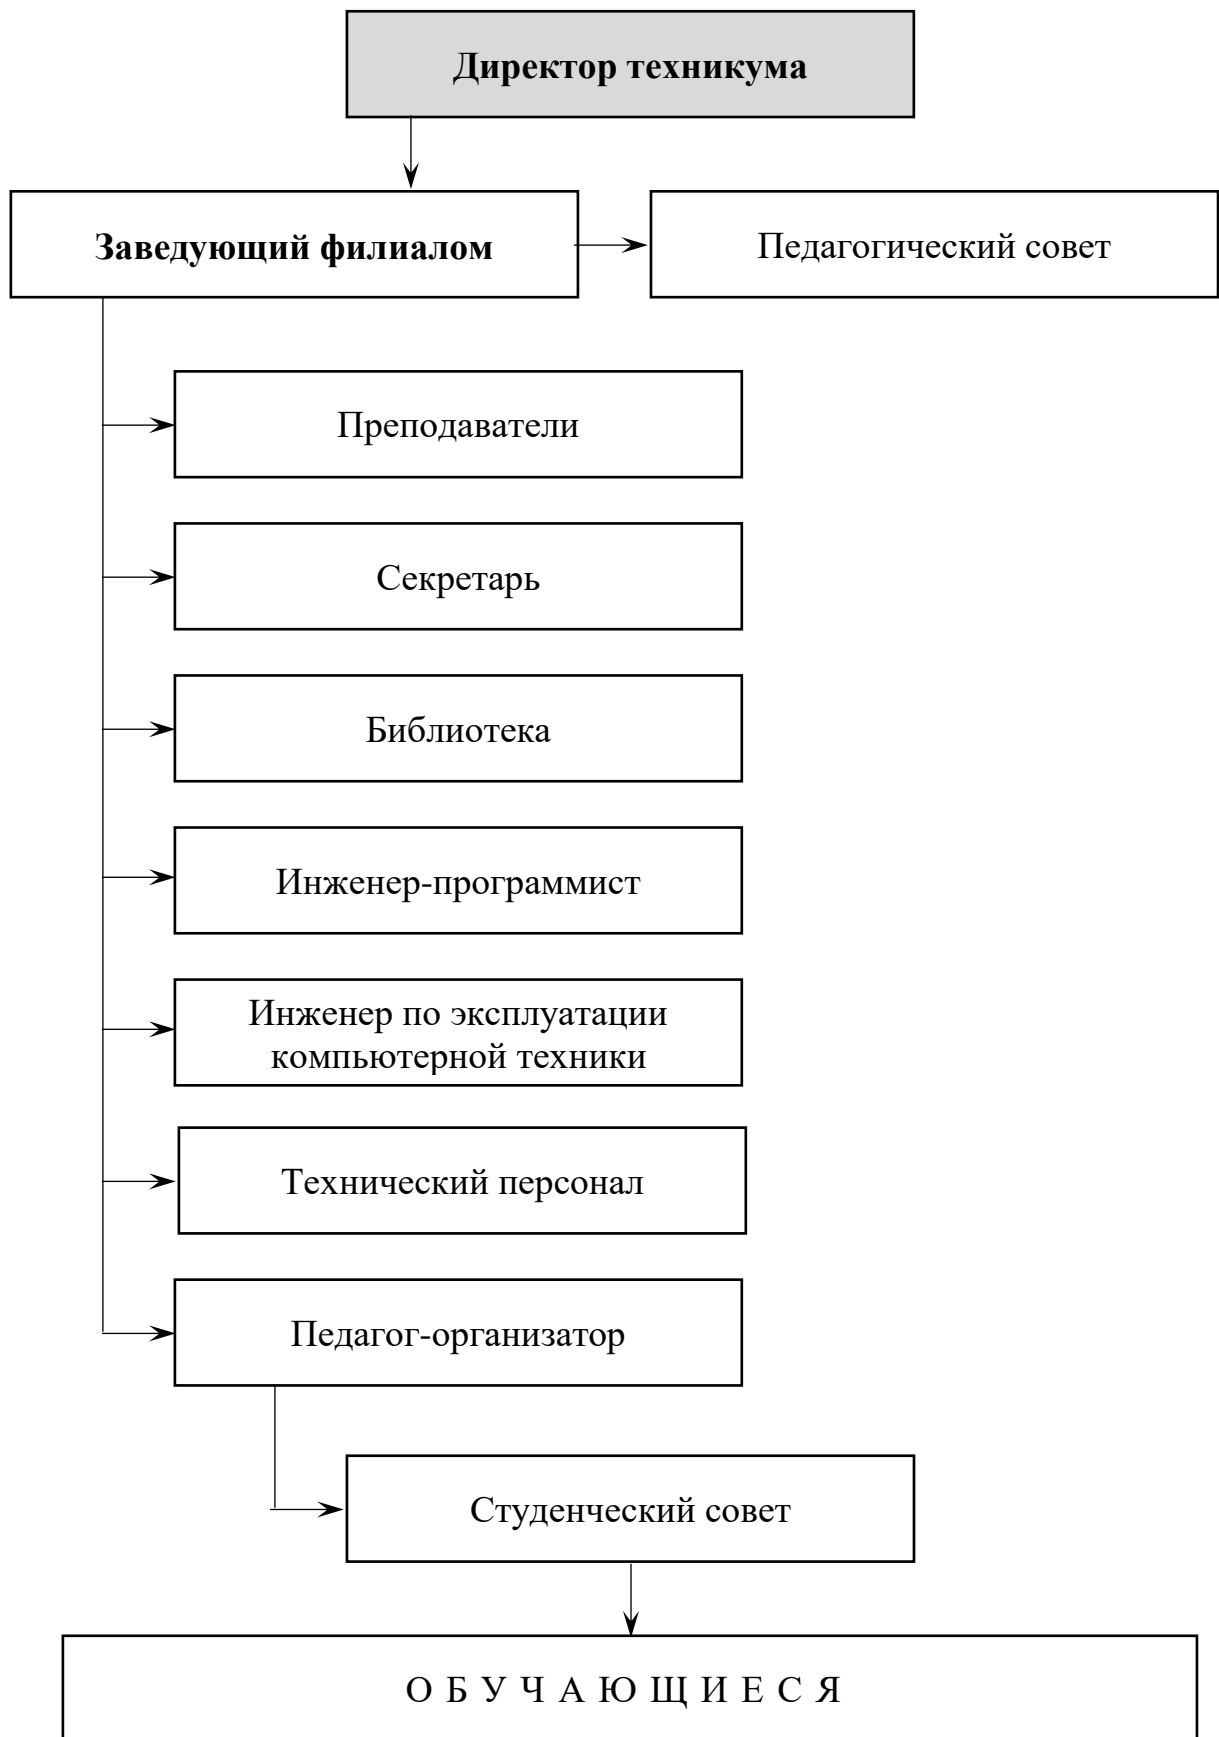 Директор техникума
Заведующий филиалом
Педагогический совет
Преподаватели
Секретарь
Библиотека
Инженер-программист
Инженер по эксплуатации
компьютерной техники
Технический персонал
Педагог-организатор
Студенческий совет
О Б У Ч А Ю Щ И Е С Я